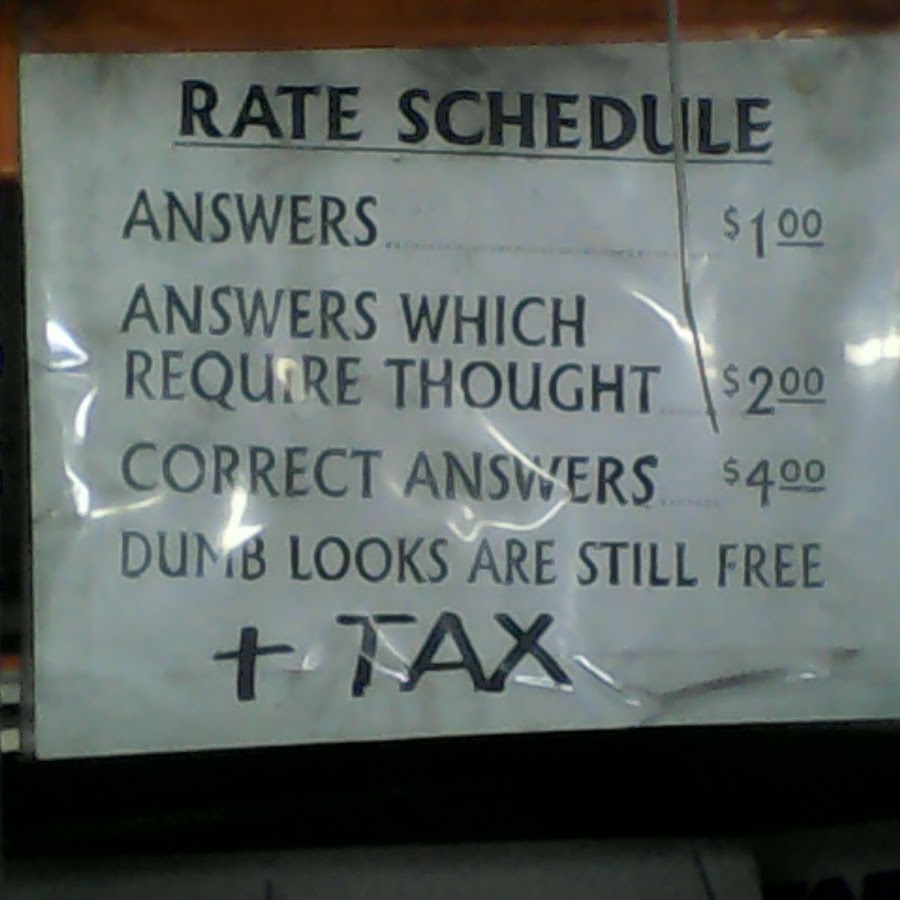 RATE SCHEDULE
ANSWERS $1.00
ANSWERS WHICH
REQUIRE THOUGHT $2.00
CORRECT ANSWERS $4.00
DUMB LOOKS ARE STILL FREE
+ TAX